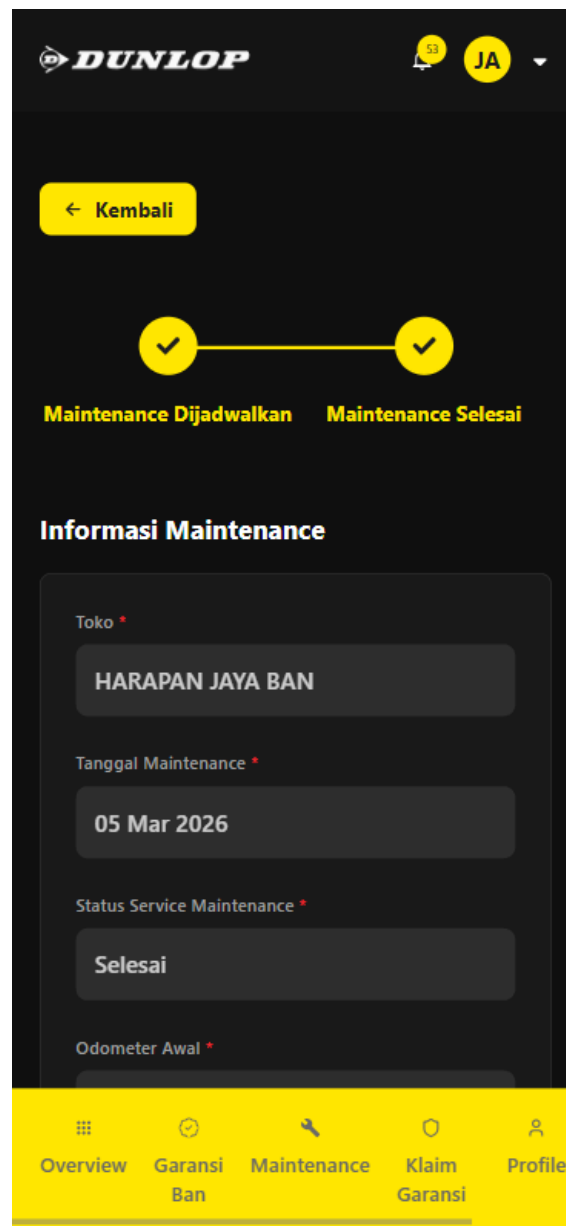 DUNLOP
53
JA
← Kembali
Maintenance Dijadwalkan
Maintenance Selesai
Informasi Maintenance
Toko *
HARAPAN JAYA BAN
Tanggal Maintenance *
05 Mar 2026
Status Service Maintenance *
Selesai
Odometer Awal *
Overview
Garansi
Ban
Maintenance
Klaim
Garansi
Profile